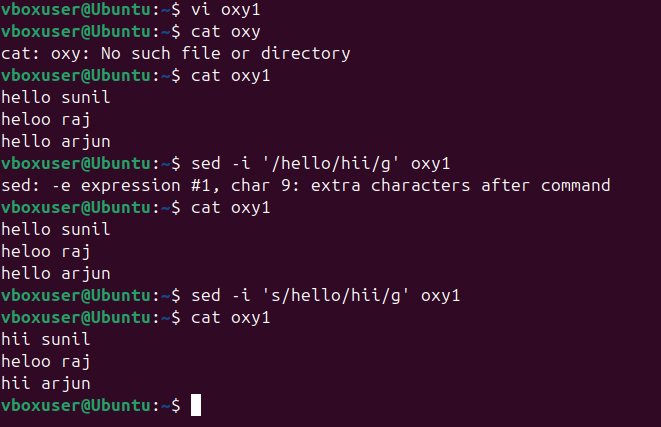 vboxuser@Ubuntu:~$ vi oxy1
vboxuser@Ubuntu:~$ cat oxy
cat: oxy: No such file or directory
vboxuser@Ubuntu:~$ cat oxy1
hello sunil
heloo raj
hello arjun
vboxuser@Ubuntu:~$ sed -i '/hello/hii/g' oxy1
sed: -e expression #1, char 9: extra characters after command
vboxuser@Ubuntu:~$ cat oxy1
hello sunil
heloo raj
hello arjun
vboxuser@Ubuntu:~$ sed -i 's/hello/hii/g' oxy1
vboxuser@Ubuntu:~$ cat oxy1
hii sunil
heloo raj
hii arjun
vboxuser@Ubuntu:~$